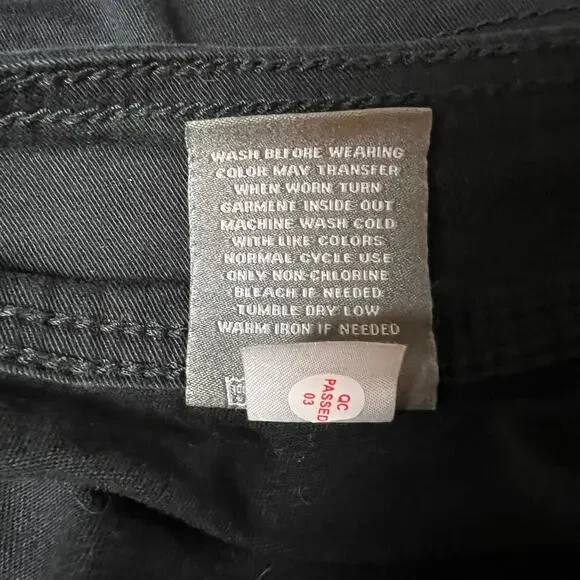 WASH BEFORE WEARING
COLOR MAY TRANSFER
WHEN WORN TURN
GARMENT INSIDE OUT
MACHINE WASH COLD
WITH LIKE COLORS
NORMAL CYCLE USE
ONLY NON-CHLORINE
BLEACH IF NEEDED
TUMBLE DRY LOW
WARM IRON IF NEEDED
QC
PASSED
03